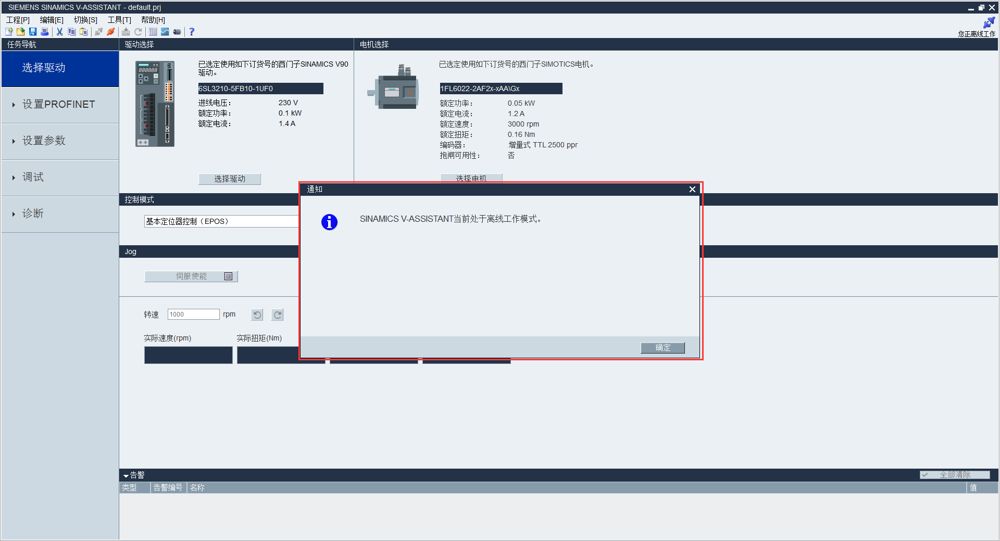 SIEMENS SINAMICS V-ASSISTANT - default.prj
工程[P] 编辑[E] 切换[S] 工具[T] 帮助[H]
您正离线工作
任务导航
选择驱动
设置PROFINET
设置参数
调试
诊断
驱动选择
已选定使用如下订货号的西门子SINAMICS V90
驱动。
6SL3210-5FB10-1UF0
进线电压： 230 V
额定功率： 0.1 kW
额定电流： 1.4 A
选择驱动
电机选择
已选定使用如下订货号的西门子SIMOTICS电机。
1FL6022-2AF2x-xAA\Gx
额定功率： 0.05 kW
额定电流： 1.2 A
额定速度： 3000 rpm
额定扭矩： 0.16 Nm
编码器： 增量式 TTL 2500 ppr
抱闸可用性： 否
选择电机
控制模式
基本定位器控制（EPOS）
Jog
伺服使能
转速 1000 rpm
实际速度(rpm) 实际扭矩(Nm)
通知
SINAMICS V-ASSISTANT当前处于离线工作模式。
确定
告警
全部清除
类型 告警编号 名称 值